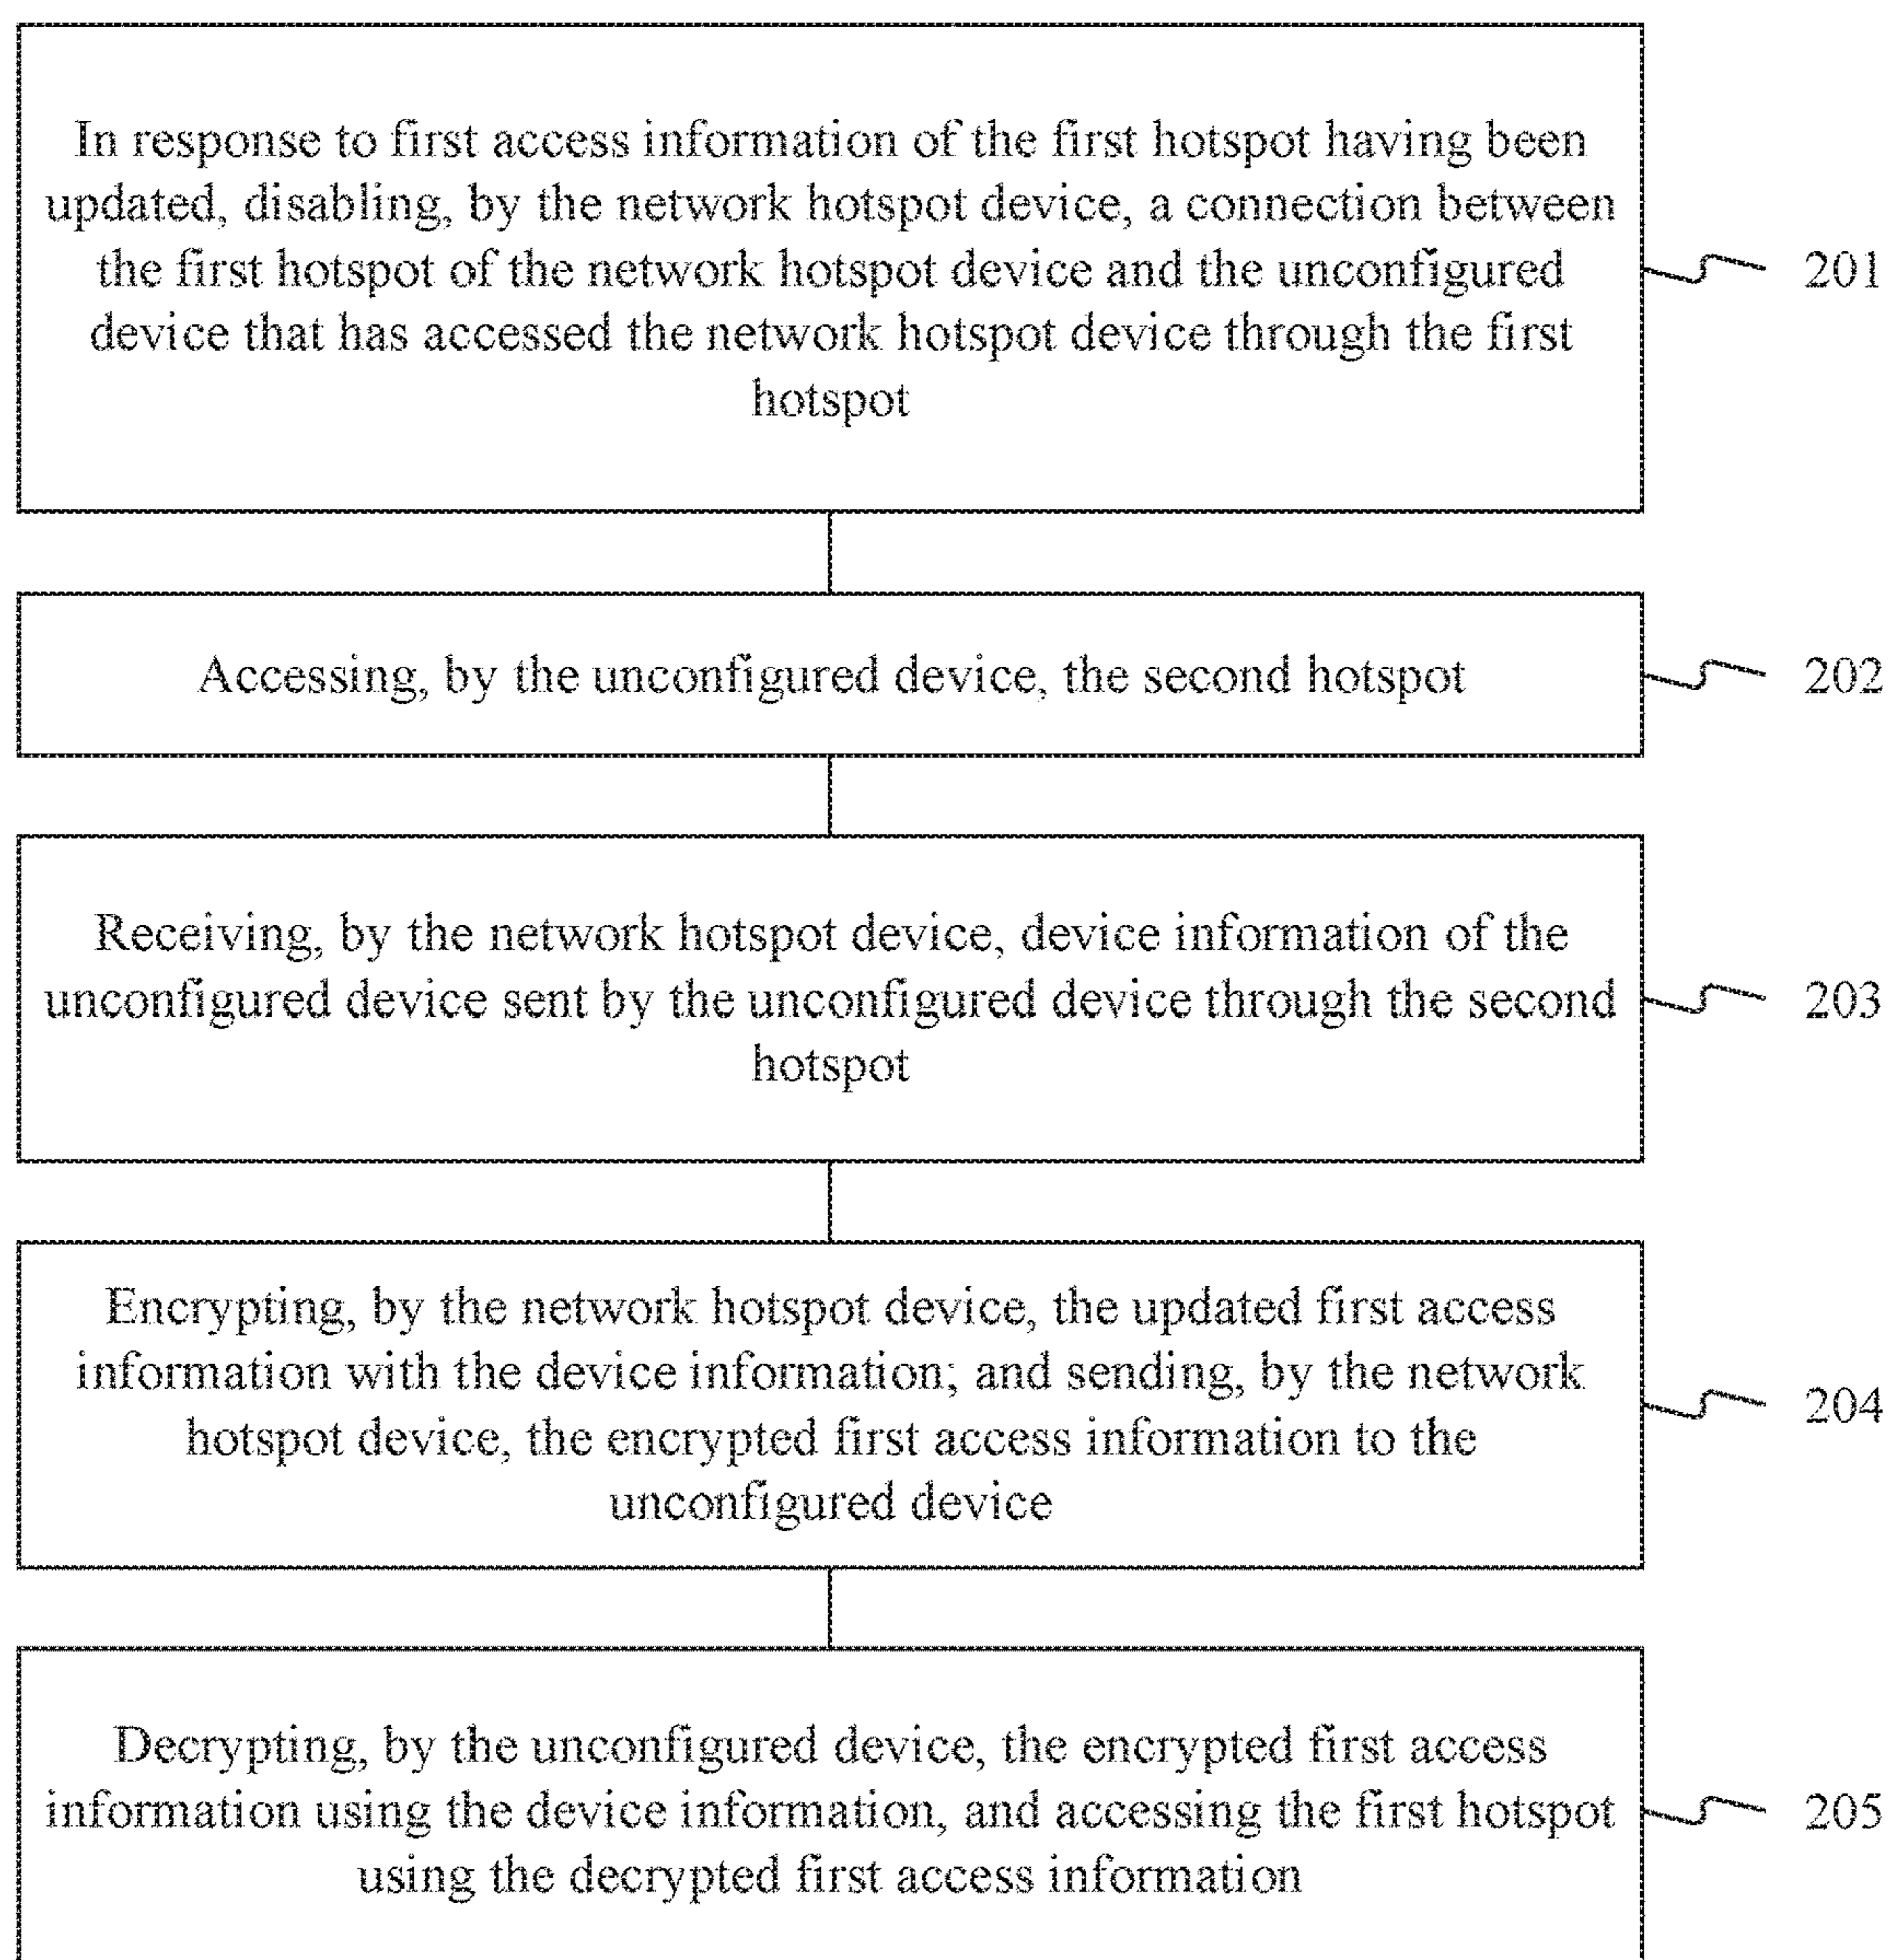 In response to first access information of the first hotspot having been
updated, disabling, by the network hotspot device, a connection between
the first hotspot of the network hotspot device and the unconfigured
device that has accessed the network hotspot device through the first
hotspot
201
Accessing, by the unconfigured device, the second hotspot
202
Receiving, by the network hotspot device, device information of the
unconfigured device sent by the unconfigured device through the second
hotspot
203
Encrypting, by the network hotspot device, the updated first access
information with the device information; and sending, by the network
hotspot device, the encrypted first access information to the
unconfigured device
204
Decrypting, by the unconfigured device, the encrypted first access
information using the device information, and accessing the first hotspot
using the decrypted first access information
205